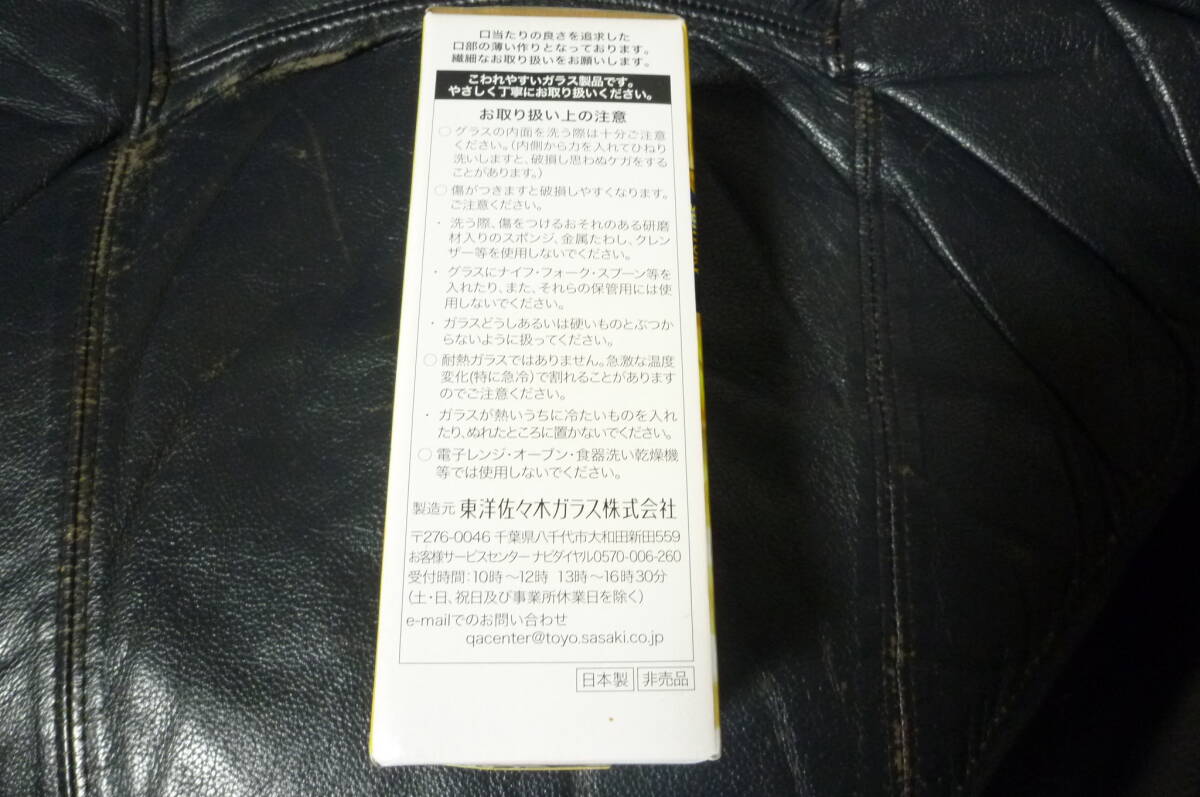 口当たりの良さを追求した
口部の薄い作りとなっております。
繊細なお取り扱いをお願いします。
こわれやすいガラス製品です。
やさしく丁寧にお取り扱いください。
お取り扱い上の注意
○ グラスの内面を洗う際は十分ご注意
ください。(内側から力を入れてひねり
洗いしますと、破損し思わぬケガをする
ことがあります。)
○ 傷がつきますと破損しやすくなります。
ご注意ください。
・ 洗う際、傷をつけるおそれのある研磨
材入りのスポンジ、金属たわし、クレン
ザー等を使用しないでください。
・ グラスにナイフ・フォーク・スプーン等を
入れたり、また、それらの保管用には使
用しないでください。
・ ガラスどうしあるいは硬いものとぶつか
らないように扱ってください。
○ 耐熱ガラスではありません。急激な温度
変化(特に急冷)で割れることがあります
のでご注意ください。
・ ガラスが熱いうちに冷たいものを入れ
たり、ぬれたところに置かないでください。
○ 電子レンジ・オーブン・食器洗い乾燥機
等では使用しないでください。
製造元 東洋佐々木ガラス株式会社
〒276-0046 千葉県八千代市大和田新田559
お客様サービスセンター ナビダイヤル0570-006-260
受付時間:10時~12時 13時~16時30分
(土・日、祝日及び事業所休業日を除く)
e-mailでのお問い合わせ
qacenter@toyo.sasaki.co.jp
日本製 非売品